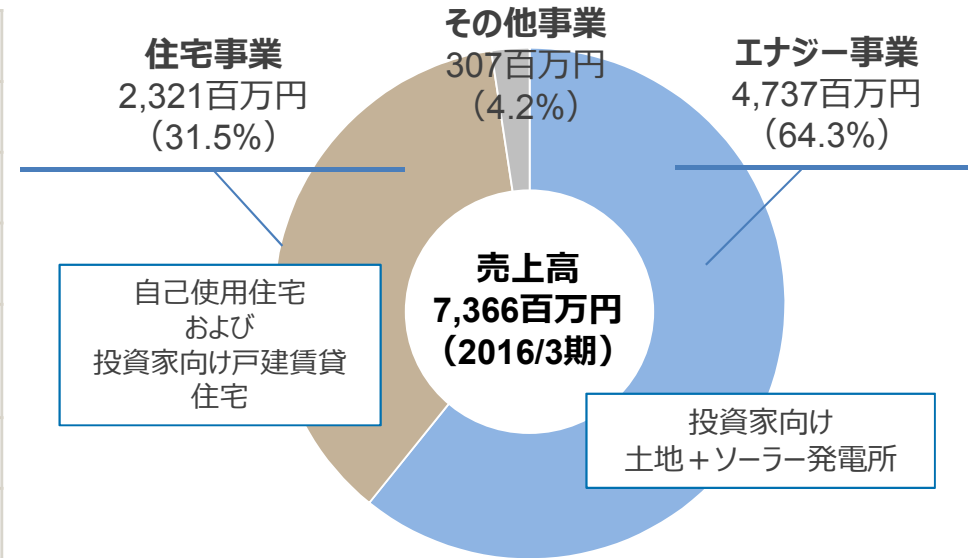 その他事業
307百万円
（4.2%）
住宅事業
2,321百万円
（31.5%）
エナジー事業
4,737百万円
（64.3%）
売上高
7,366百万円
（2016/3期）
自己使用住宅
および
投資家向け戸建賃貸
住宅
投資家向け
土地＋ソーラー発電所